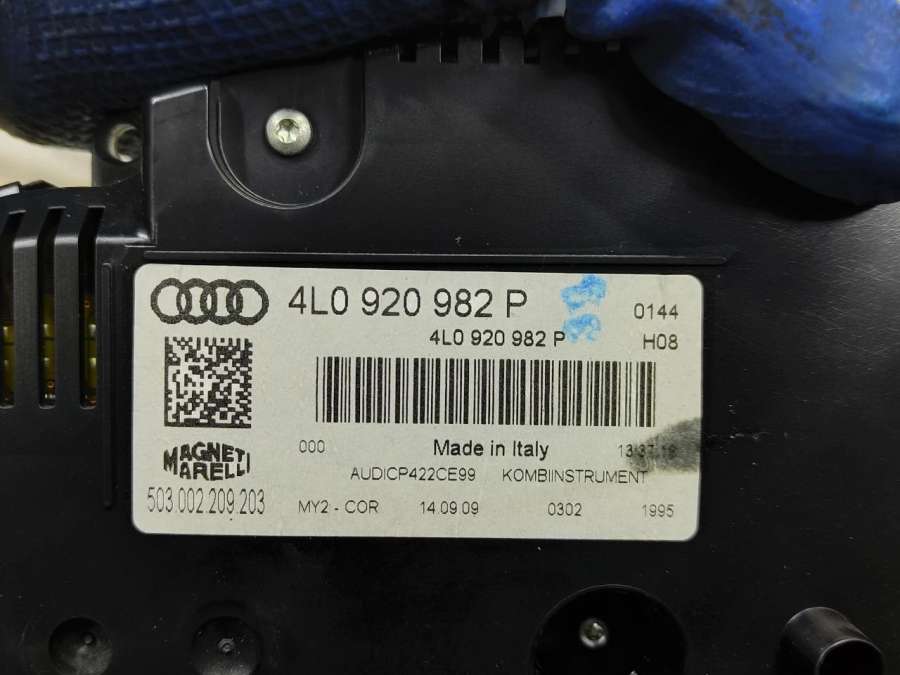 4L0 920 982 P
0144
4L0 920 982 P
H08
000
Made in Italy
MAGNETI
MARELLI
AUDICP422CE99 KOMBIINSTRUMENT
503.002.209.203
MY2 - COR 14.09.09 0302 1995